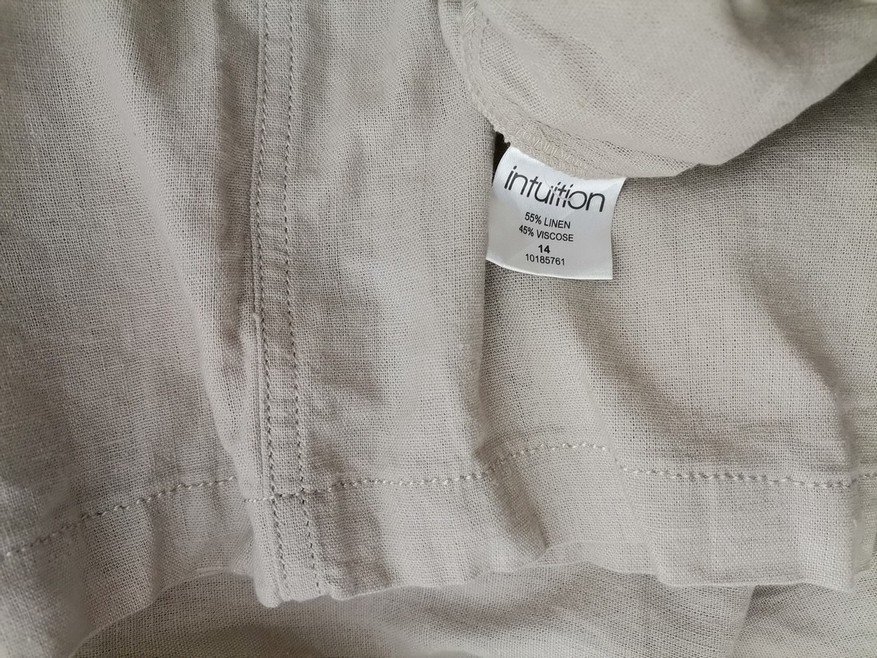 intuition
55% LINEN
45% VISCOSE
14
10185761